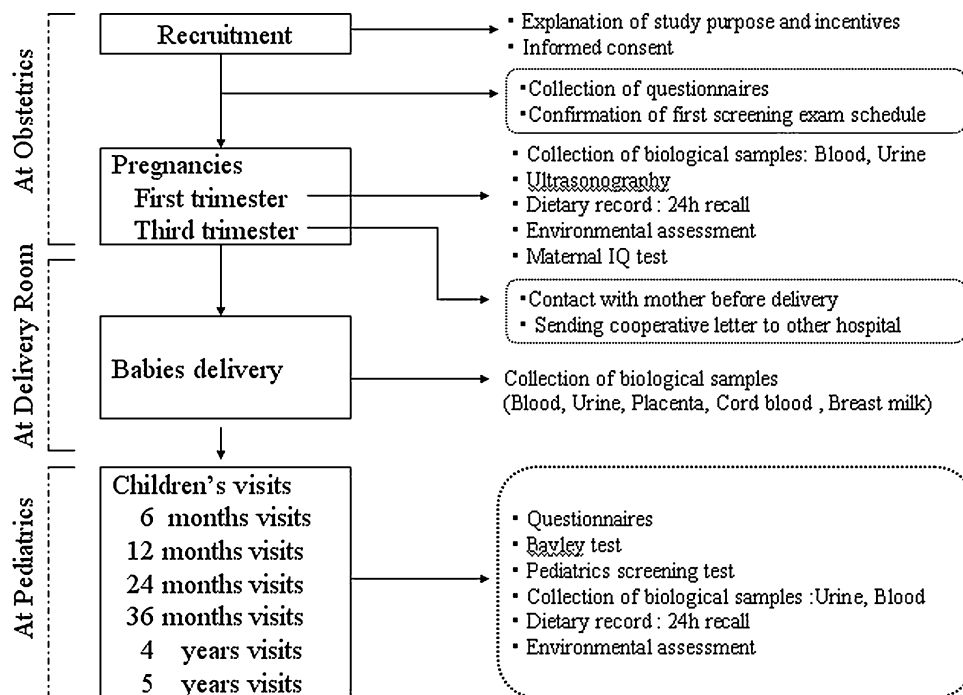 At Obstetrics
Recruitment
▪ Explanation of study purpose and incentives
▪ Informed consent
▪ Collection of questionnaires
▪ Confirmation of first screening exam schedule
Pregnancies
First trimester
Third trimester
▪ Collection of biological samples: Blood, Urine
▪ Ultrasonography
▪ Dietary record : 24h recall
▪ Environmental assessment
▪ Maternal IQ test
▪ Contact with mother before delivery
▪ Sending cooperative letter to other hospital
At Delivery Room
Babies delivery
Collection of biological samples
(Blood, Urine, Placenta, Cord blood , Breast milk)
At Pediatrics
Children's visits
6 months visits
12 months visits
24 months visits
36 months visits
4 years visits
5 years visits
▪ Questionnaires
▪ Bayley test
▪ Pediatrics screening test
▪ Collection of biological samples :Urine, Blood
▪ Dietary record : 24h recall
▪ Environmental assessment